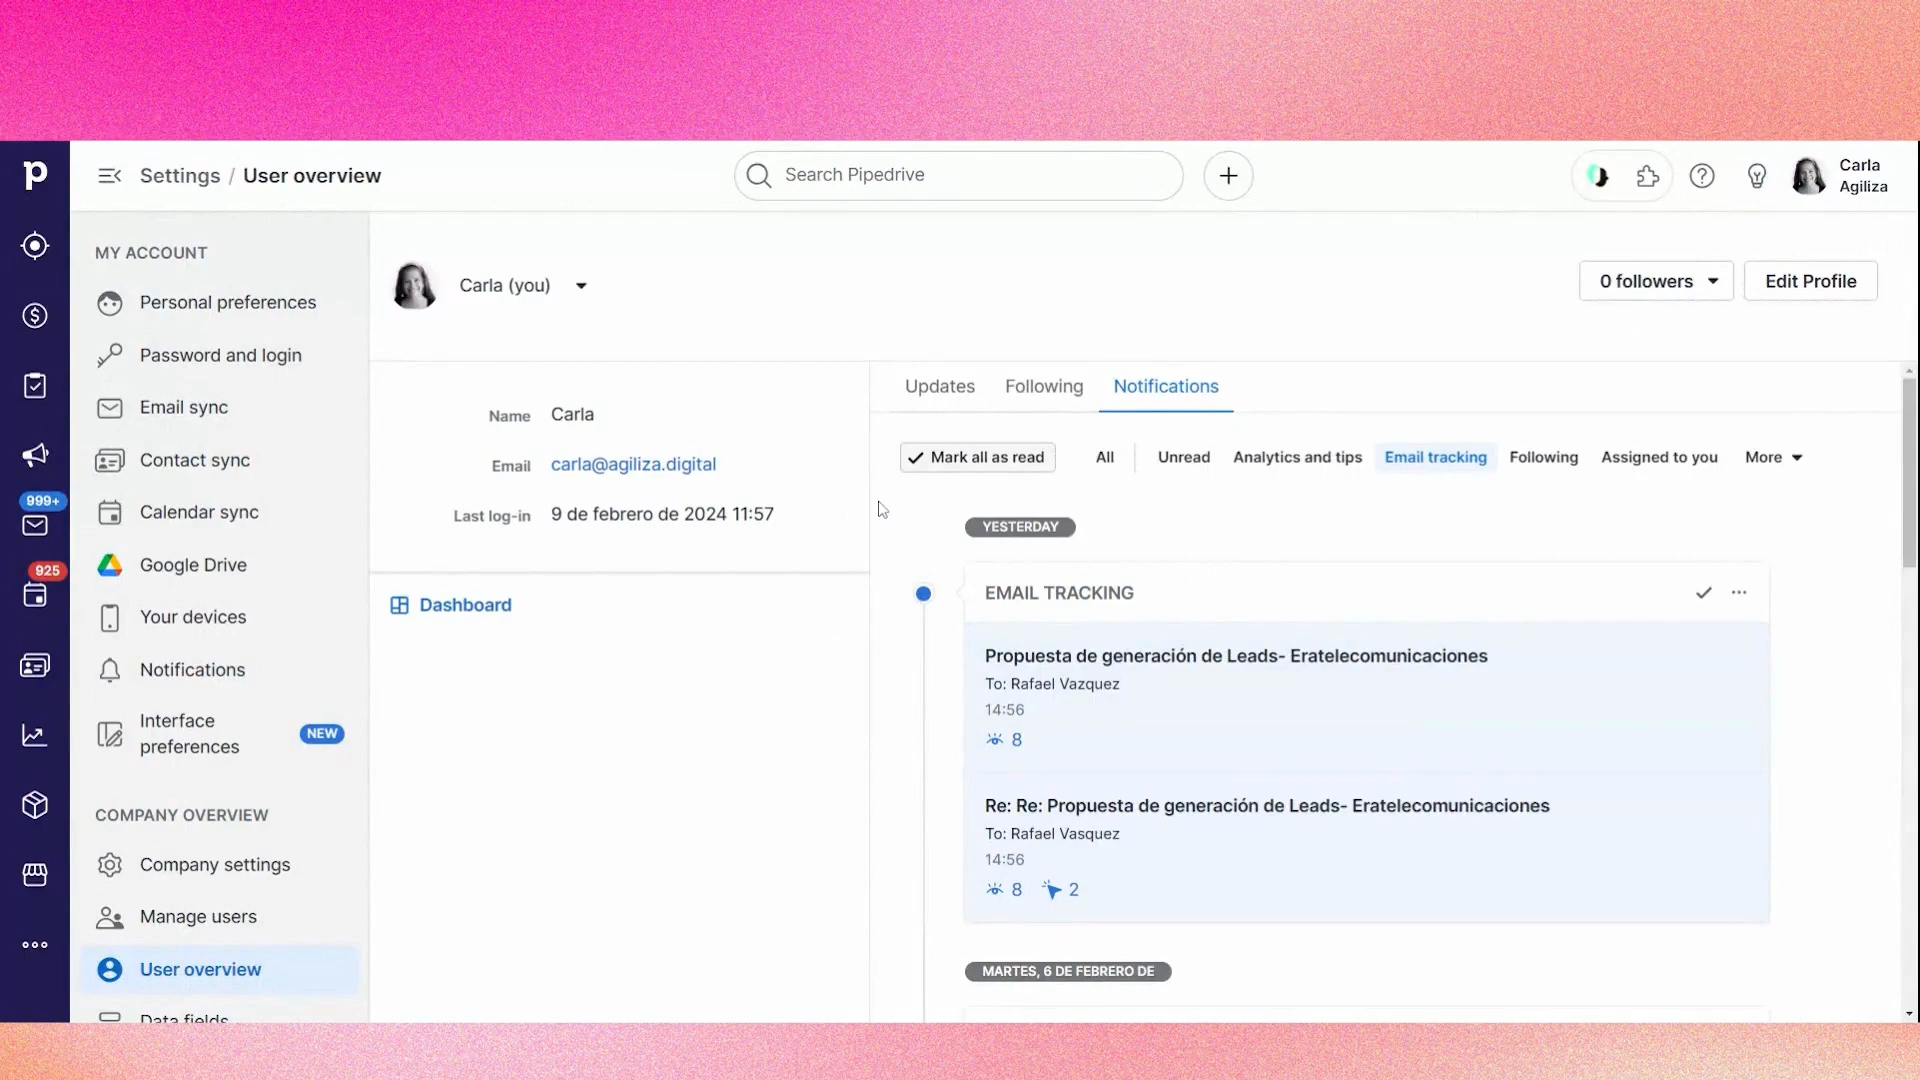 p
Settings / User overview
Search Pipedrive
Carla
Agiliza
MY ACCOUNT
Personal preferences
Password and login
Email sync
Contact sync
Calendar sync
Google Drive
Your devices
Notifications
Interface
preferences
NEW
COMPANY OVERVIEW
Company settings
Manage users
User overview
Data fields
999+
925
Carla (you)
0 followers
Edit Profile
Name Carla
Email carla@agiliza.digital
Last log-in 9 de febrero de 2024 11:57
Dashboard
Updates Following Notifications
Mark all as read All Unread Analytics and tips Email tracking Following Assigned to you More
YESTERDAY
EMAIL TRACKING
Propuesta de generación de Leads- Eratelecomunicaciones
To: Rafael Vazquez
14:56
8
Re: Re: Propuesta de generación de Leads- Eratelecomunicaciones
To: Rafael Vasquez
14:56
8 2
MARTES, 6 DE FEBRERO DE